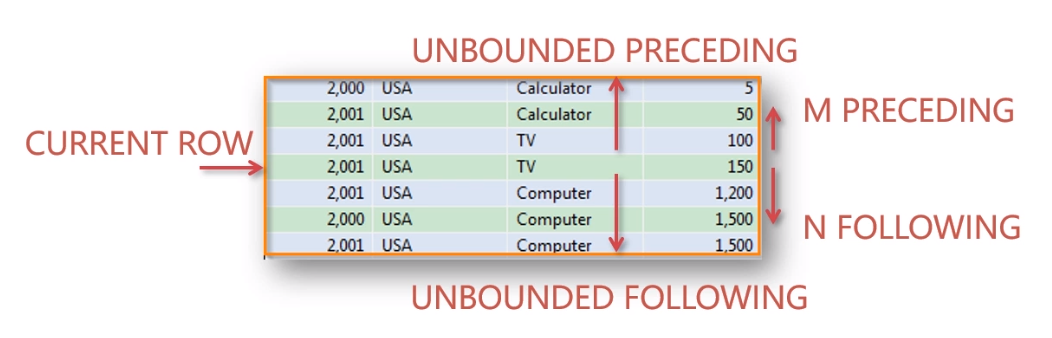 UNBOUNDED PRECEDING
2,000 USA Calculator 5
2,001 USA Calculator 50
M PRECEDING
2,001 USA TV 100
CURRENT ROW
2,001 USA TV 150
2,001 USA Computer 1,200
2,000 USA Computer 1,500
N FOLLOWING
2,001 USA Computer 1,500
UNBOUNDED FOLLOWING